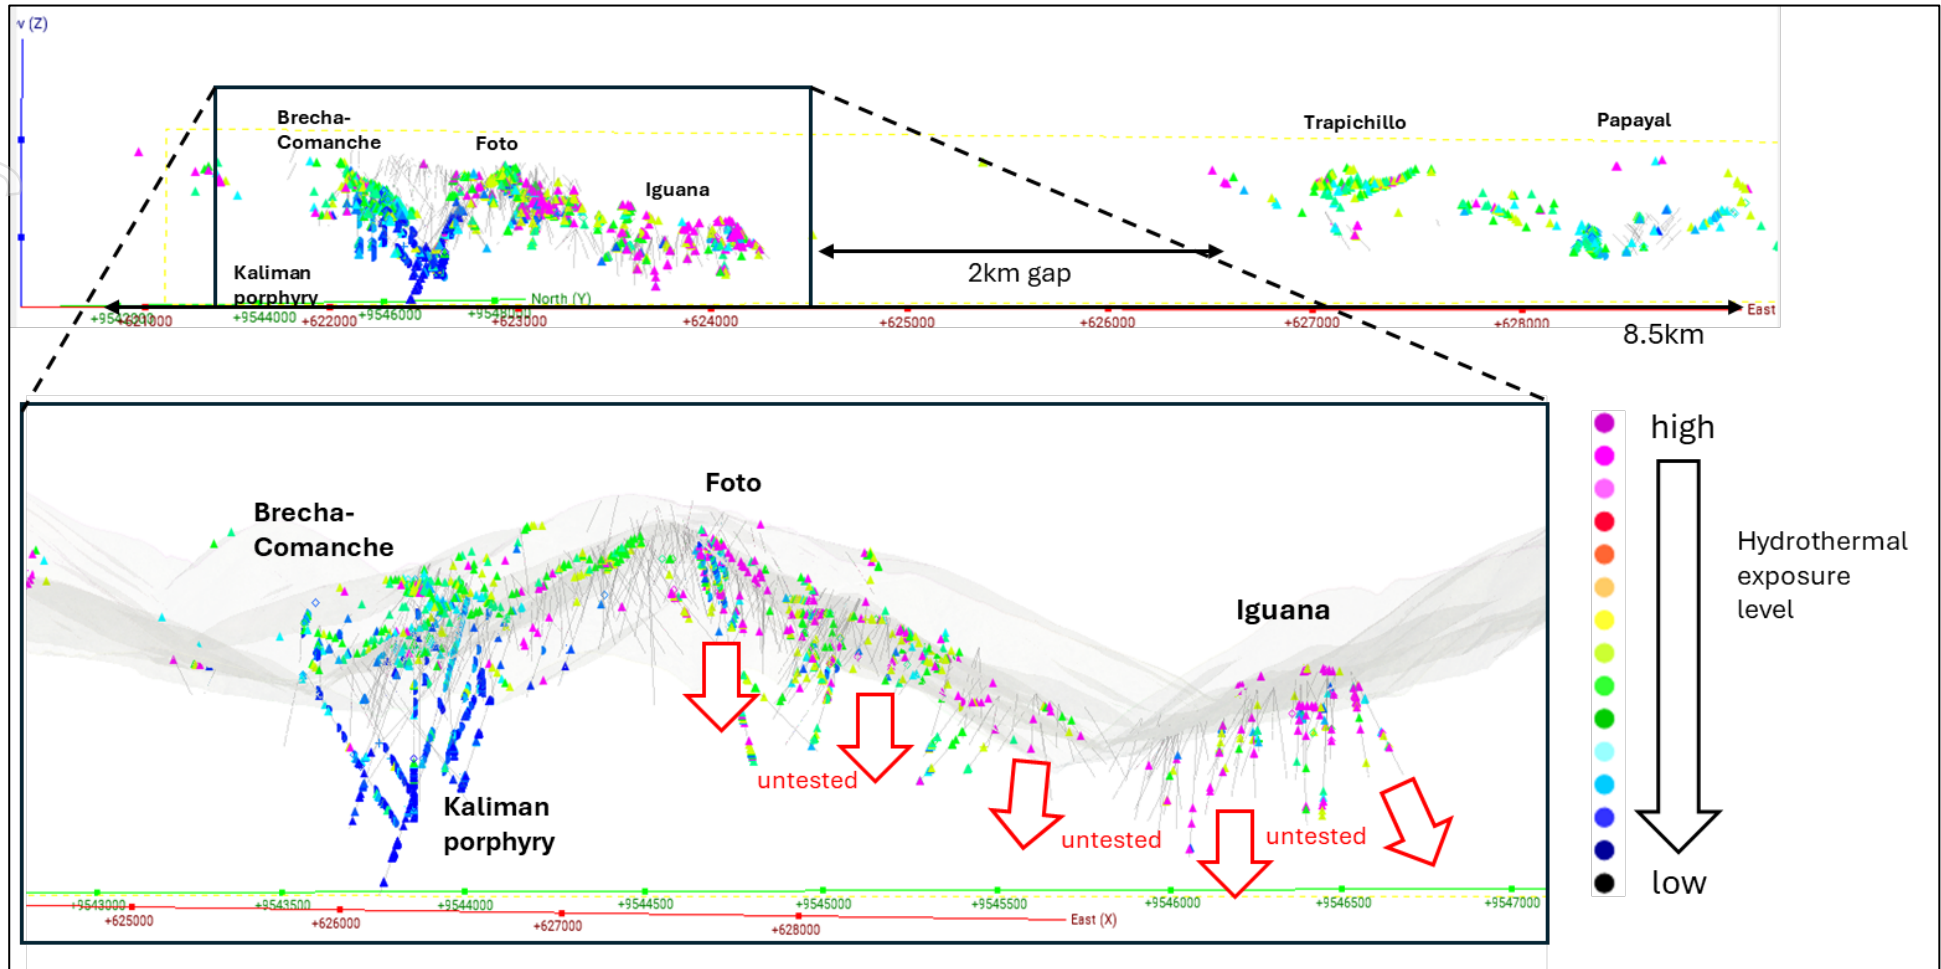 v (Z)
Brecha-
Comanche
Foto
Iguana
Trapichillo
Papayal
Kaliman
porphyry
2km gap
North (Y)
+9544000
+9546000
+621000
+622000
+623000
+624000
+625000
+626000
+627000
+628000
East
8.5km
Foto
Brecha-
Comanche
Iguana
Kaliman
porphyry
untested
untested
untested
+9543000
+9543500
+9544000
+9544500
+9545000
+9545500
+9546000
+9546500
+9547000
+625000
+626000
+627000
+628000
East (X)
high
Hydrothermal
exposure
level
low